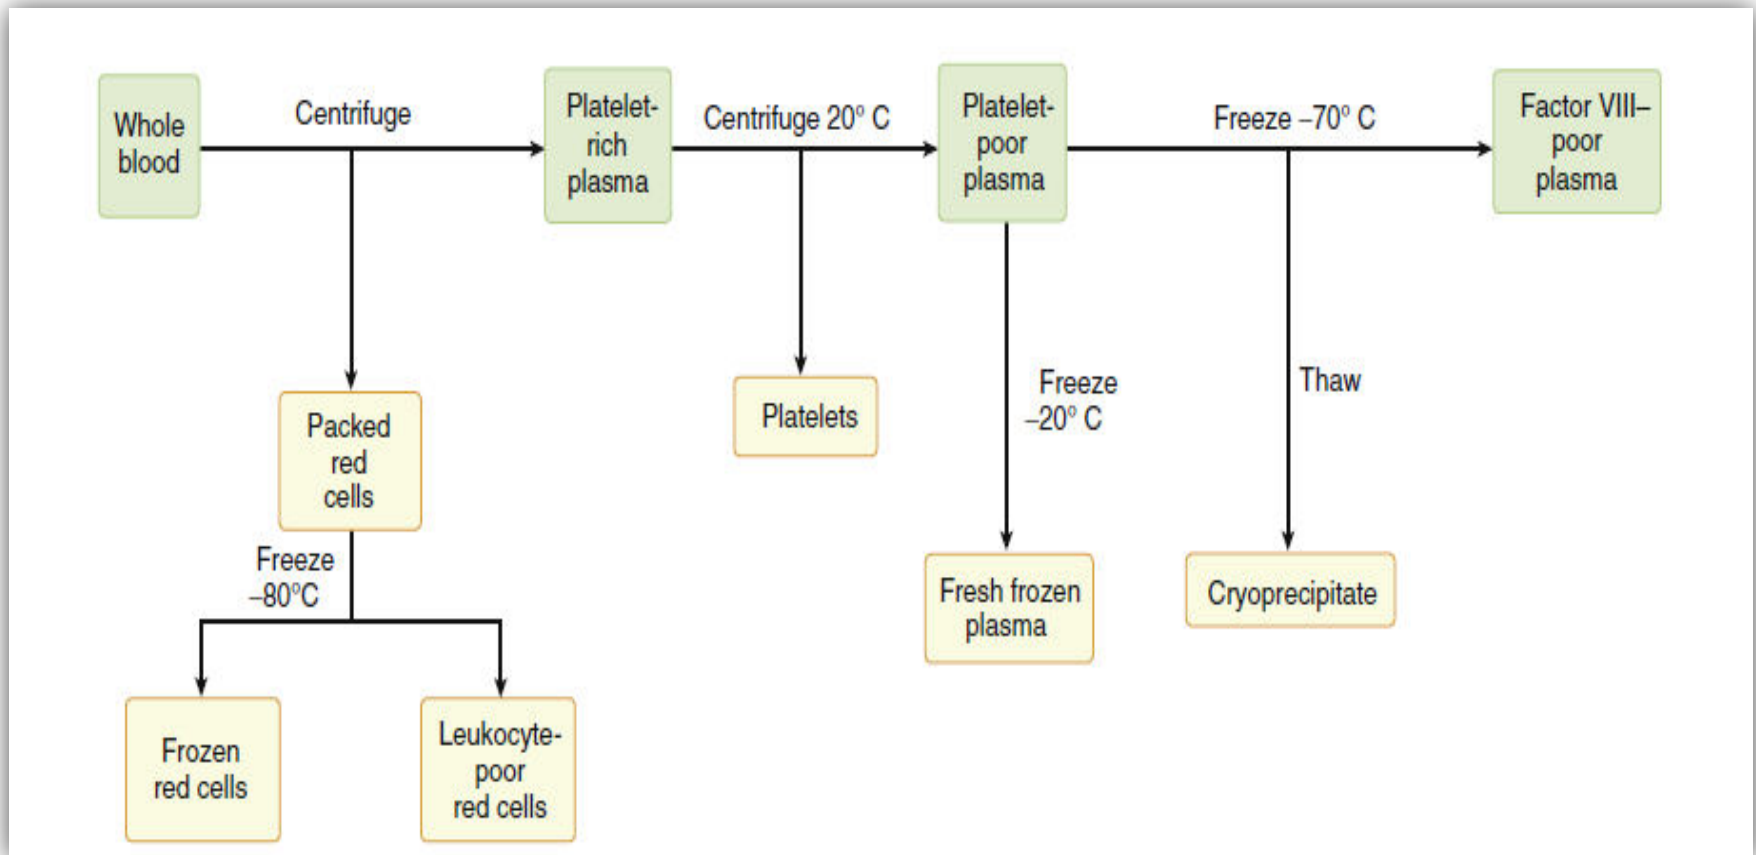 Whole
blood
Centrifuge
Platelet-
rich
plasma
Centrifuge 20° C
Platelet-
poor
plasma
Freeze –70° C
Factor VIII–
poor
plasma
Packed
red
cells
Platelets
Freeze
–20° C
Thaw
Freeze
–80°C
Fresh frozen
plasma
Cryoprecipitate
Frozen
red cells
Leukocyte-
poor
red cells